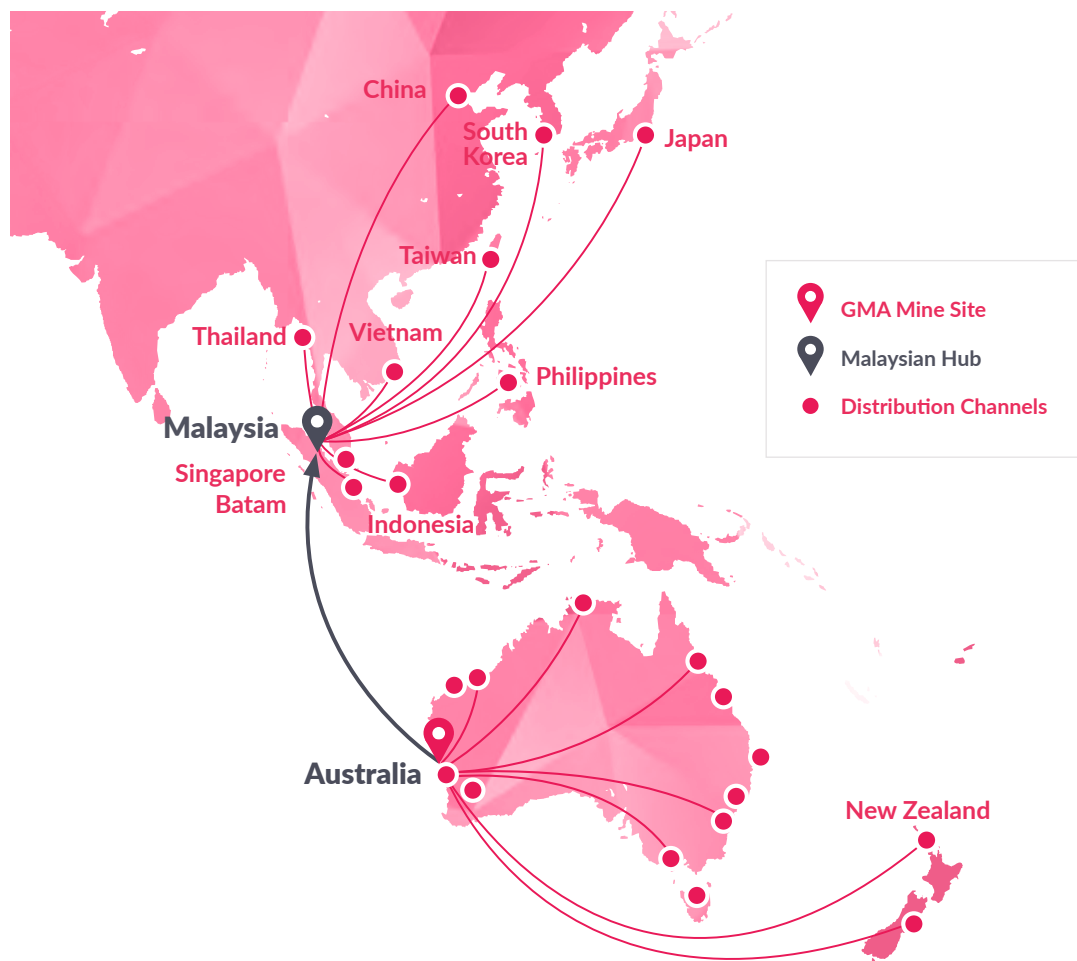 China
South
Korea
Japan
Taiwan
Thailand
Vietnam
Philippines
Malaysia
Singapore
Batam
Indonesia
GMA Mine Site
Malaysian Hub
Distribution Channels
Australia
New Zealand